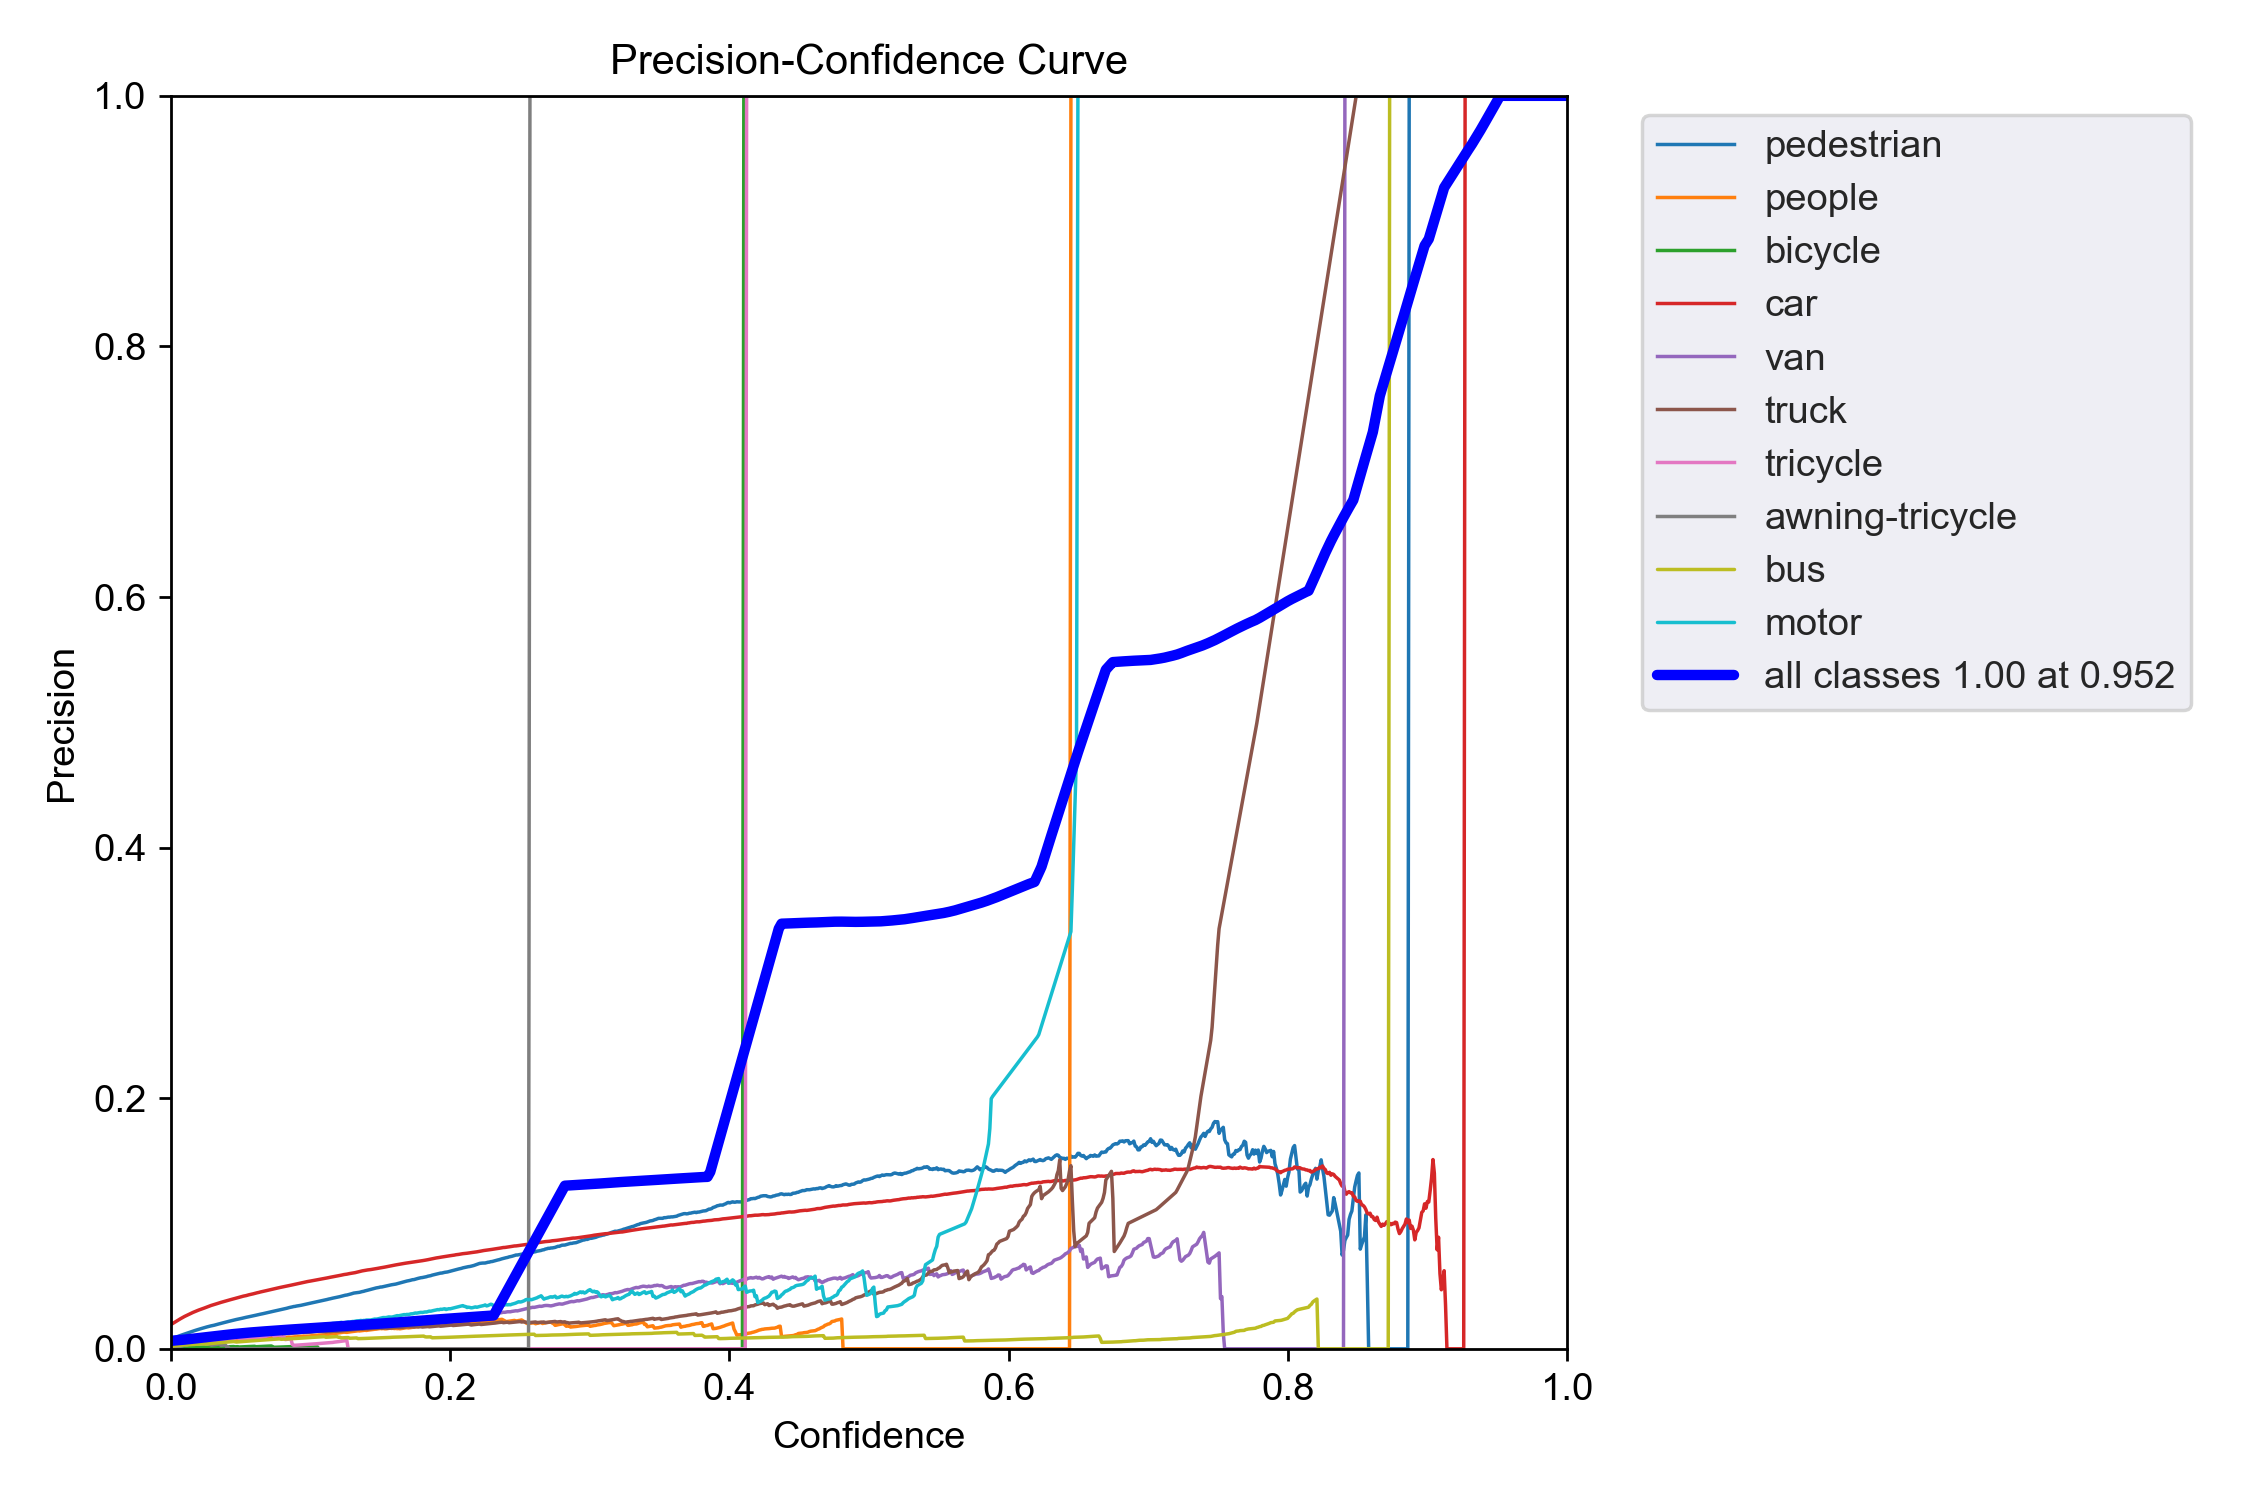 Precision-Confidence Curve
1.0
0.8
0.6
0.4
0.2
0.0
Precision
0.0 0.2 0.4 0.6 0.8 1.0
Confidence
pedestrian
people
bicycle
car
van
truck
tricycle
awning-tricycle
bus
motor
all classes 1.00 at 0.952